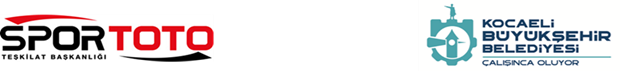 SPORTOTO
TEŞKİLAT BAŞKANLIĞI
KOCAELİ
BÜYÜKŞEHİR
BELEDİYESİ
ÇALIŞINCA OLUYOR